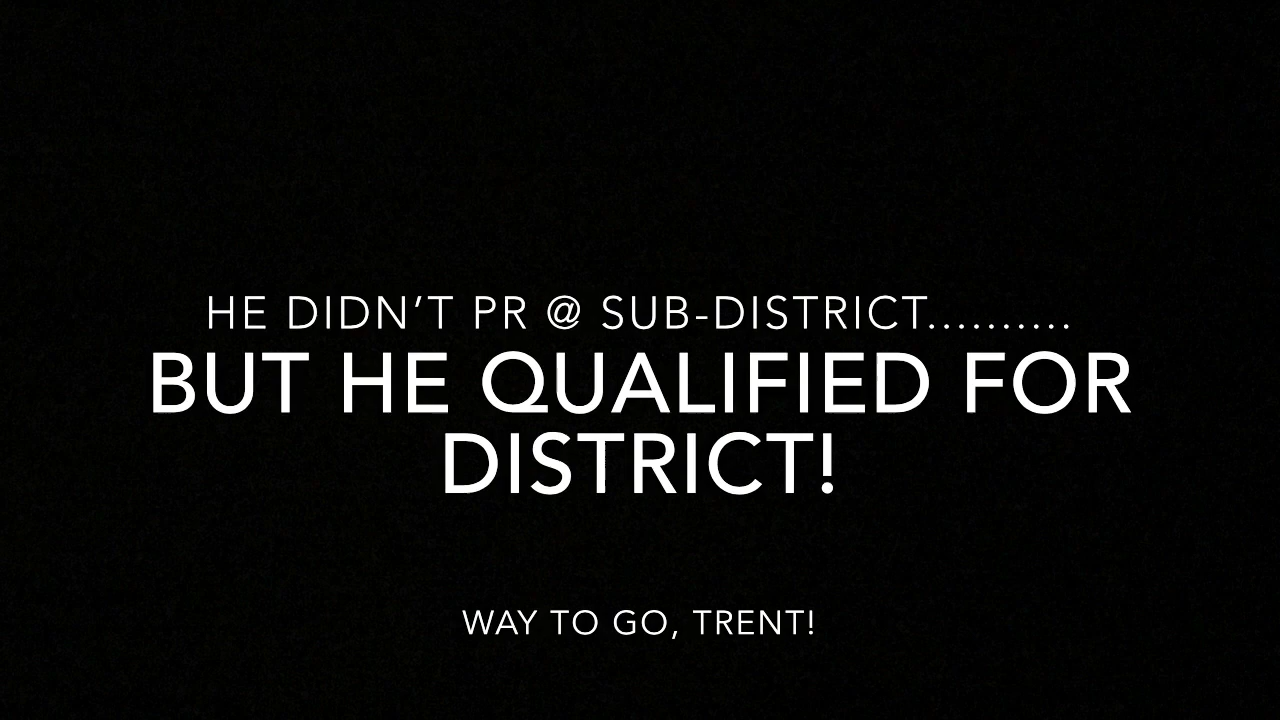 HE DIDN’T PR @ SUB-DISTRICT..........
BUT HE QUALIFIED FOR
DISTRICT!
WAY TO GO, TRENT!